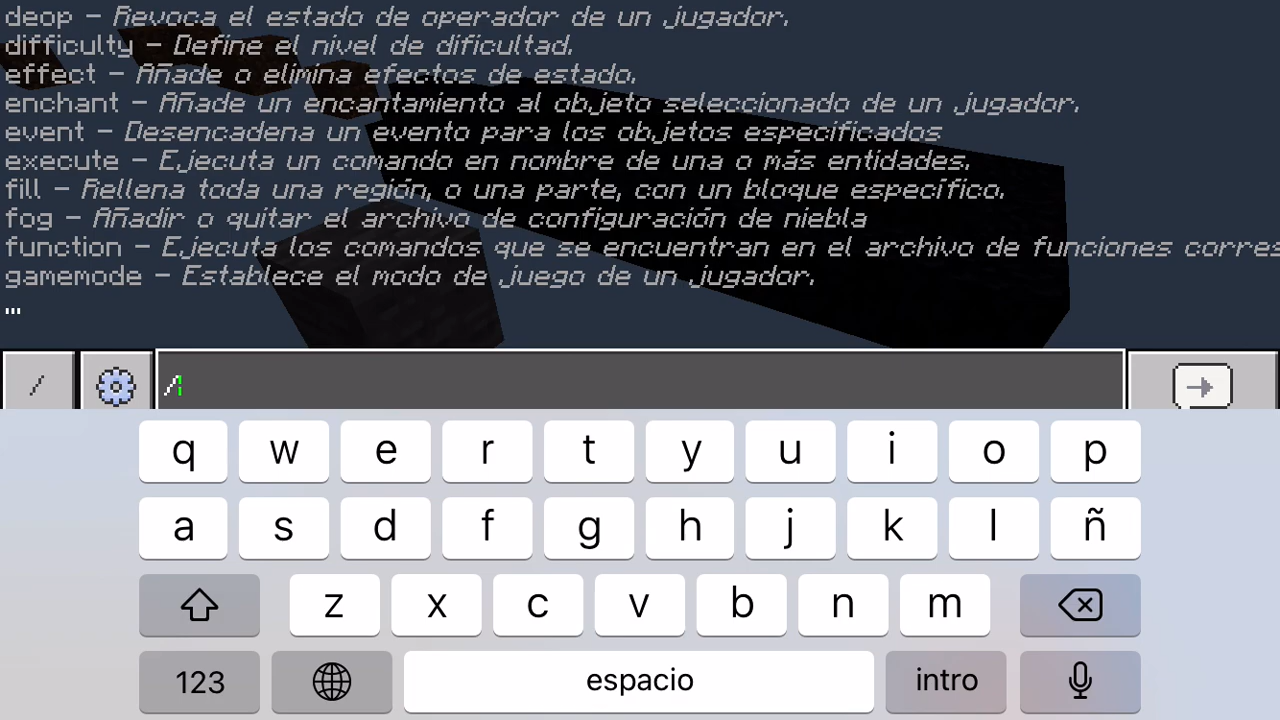 deop – Revoca el estado de operador de un jugador.
difficulty – Define el nivel de dificultad.
effect – Añade o elimina efectos de estado.
enchant – Añade un encantamiento al objeto seleccionado de un jugador.
event – Desencadena un evento para los objetos especificados
execute – Ejecuta un comando en nombre de una o más entidades.
fill – Rellena toda una región, o una parte, con un bloque específico.
fog – Añadir o quitar el archivo de configuración de niebla
function – Ejecuta los comandos que se encuentran en el archivo de funciones corres
gamemode – Establece el modo de juego de un jugador.
...
/ /
q w e r t y u i o p
a s d f g h j k l ñ
z x c v b n m
123 espacio intro